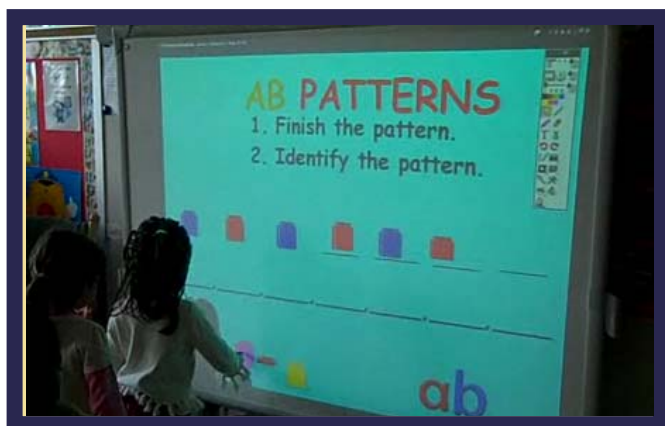 AB PATTERNS
1. Finish the pattern.
2. Identify the pattern.
ab